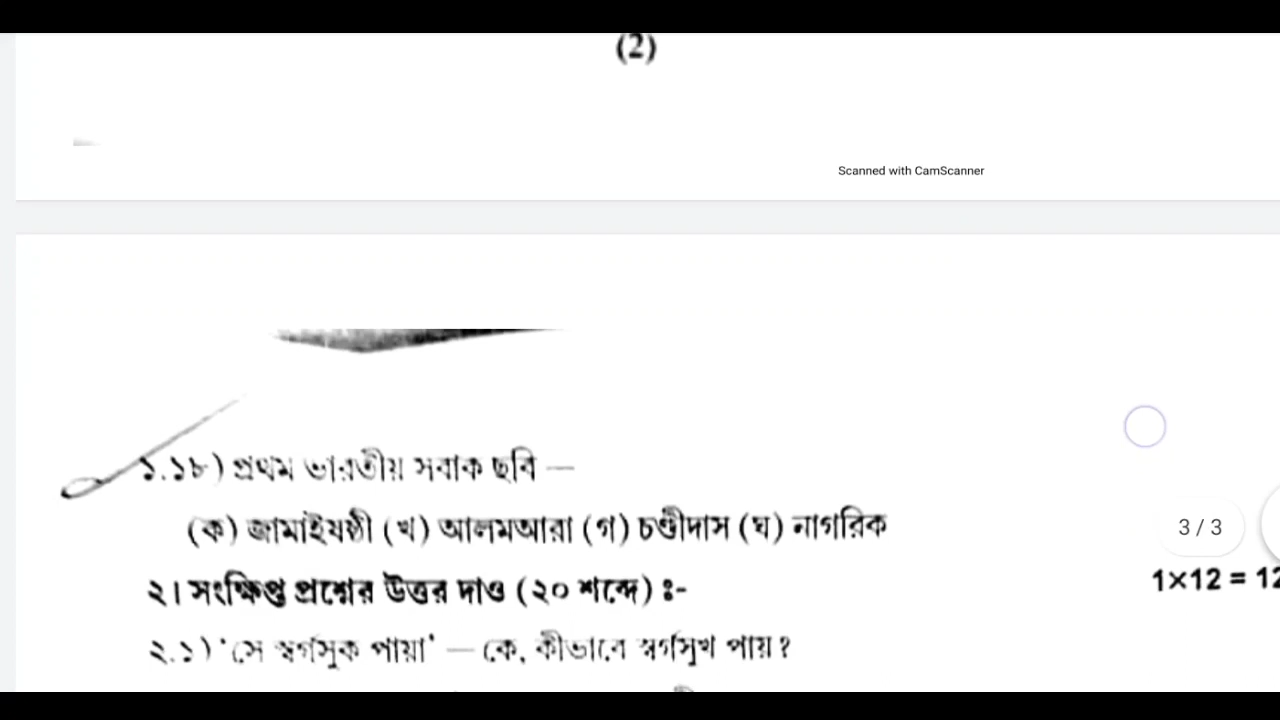 (2)
Scanned with CamScanner
১.১৮) প্রথম ভারতীয় সবাক ছবি —
(ক) জামাইষষ্ঠী (খ) আলমআরা (গ) চণ্ডীদাস (ঘ) নাগরিক
3 / 3
২। সংক্ষিপ্ত প্রশ্নের উত্তর দাও (২০ শব্দে) ঃ- 1×12 = 12
২.১) 'সে স্বর্গসুক পায়া' — কে, কীভাবে স্বর্গসুখ পায়?